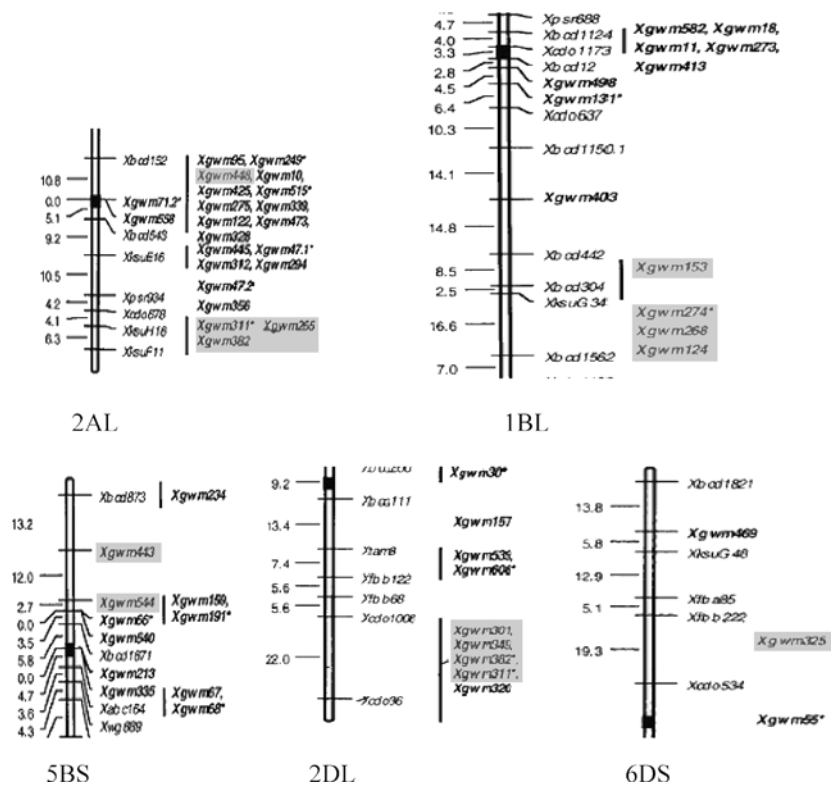 4.7 Xpsr688
4.0 Xbcd1124 Xgwm582, Xgwm18,
3.3 Xcdo1173 Xgwm11, Xgwm273,
2.8 Xbcd12 Xgwm413
4.5 Xgwm498
6.4 Xgwm131*
Xcdo637
10.3
Xbcd1150.1
14.1
Xgwm403
14.8
Xbcd442
8.5 Xgwm153
2.5 Xbcd304
XksuG34
16.6 Xgwm274*
Xgwm268
Xgwm124
Xbcd1562
7.0
1BL
Xbcd152 Xgwm95, Xgwm249*
10.8 Xgwm448, Xgwm10,
0.0 Xgwm71.2* Xgwm425, Xgwm515*
5.1 Xgwm558 Xgwm275, Xgwm339,
9.2 Xbcd543 Xgwm122, Xgwm473,
Xgwm328
XksuE16 Xgwm445, Xgwm47.1*
10.5 Xgwm312, Xgwm294
Xgwm47.2*
4.2 Xpsr934 Xgwm356
4.1 Xcdo678
6.3 XksuH16 Xgwm311* Xgwm265
XksuF11 Xgwm382
2AL
Xbcd873 Xgwm234
13.2
Xgwm443
12.0
2.7 Xgwm544 Xgwm159,
0.0 Xgwm66* Xgwm191*
3.5 Xgwm540
5.8 Xbcd1871
0.0 Xgwm213
4.7 Xgwm335 Xgwm67,
3.6 Xabc164 Xgwm68*
4.3 Xwg889
5BS
9.2 Xgwm30*
Xbcd111
13.4 Xgwm157
Xtam8
7.4 Xgwm539,
5.6 Xfbb122 Xgwm608*
5.6 Xfbb68
Xcdo1008
22.0 Xgwm301,
Xgwm349,
Xgwm382*,
Xgwm311*,
Xgwm320
Xcdo36
2DL
Xbcd1821
13.8
Xgwm469
5.8
XksuG48
12.9
Xfba85
5.1
Xfbb222
19.3 Xgwm325
Xcdo534
Xgwm55*
6DS